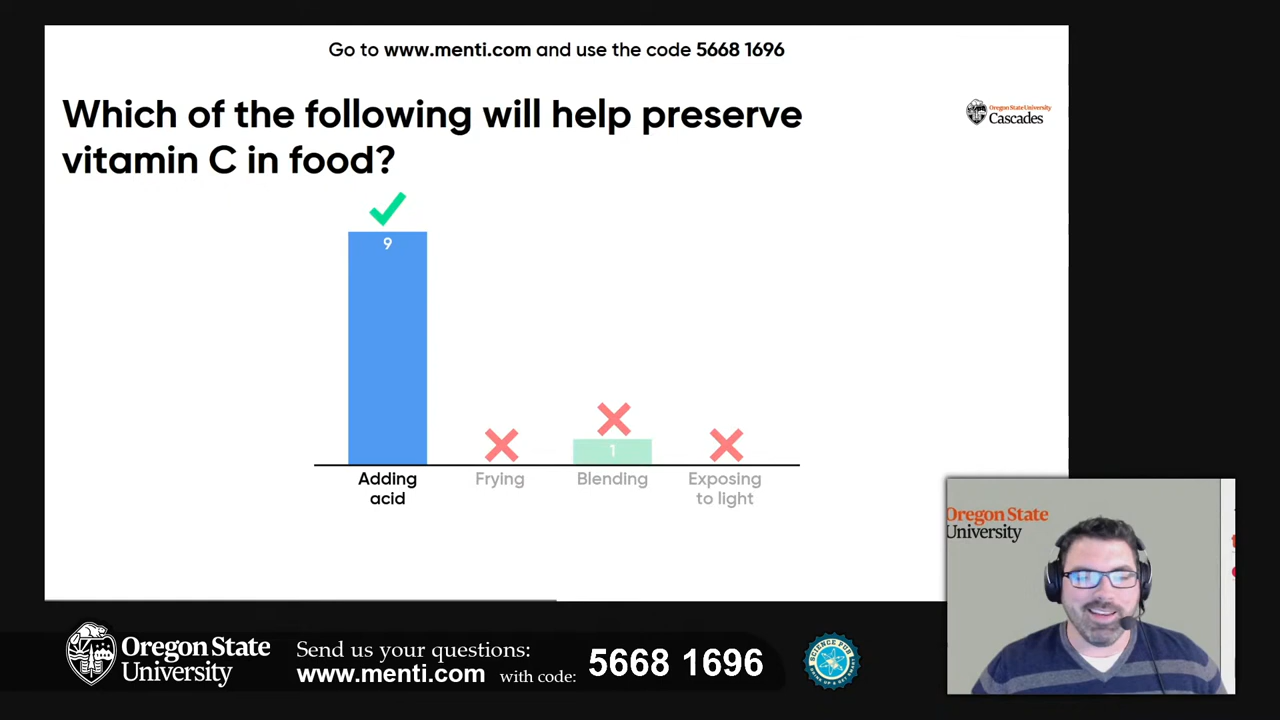 Go to www.menti.com and use the code 5668 1696
Which of the following will help preserve
vitamin C in food?
Oregon State University
Cascades
9
1
Adding
acid
Frying
Blending
Exposing
to light
Oregon State
University
Oregon State
University
Send us your questions:
www.menti.com with code:
5668 1696
SCIENCE PUB